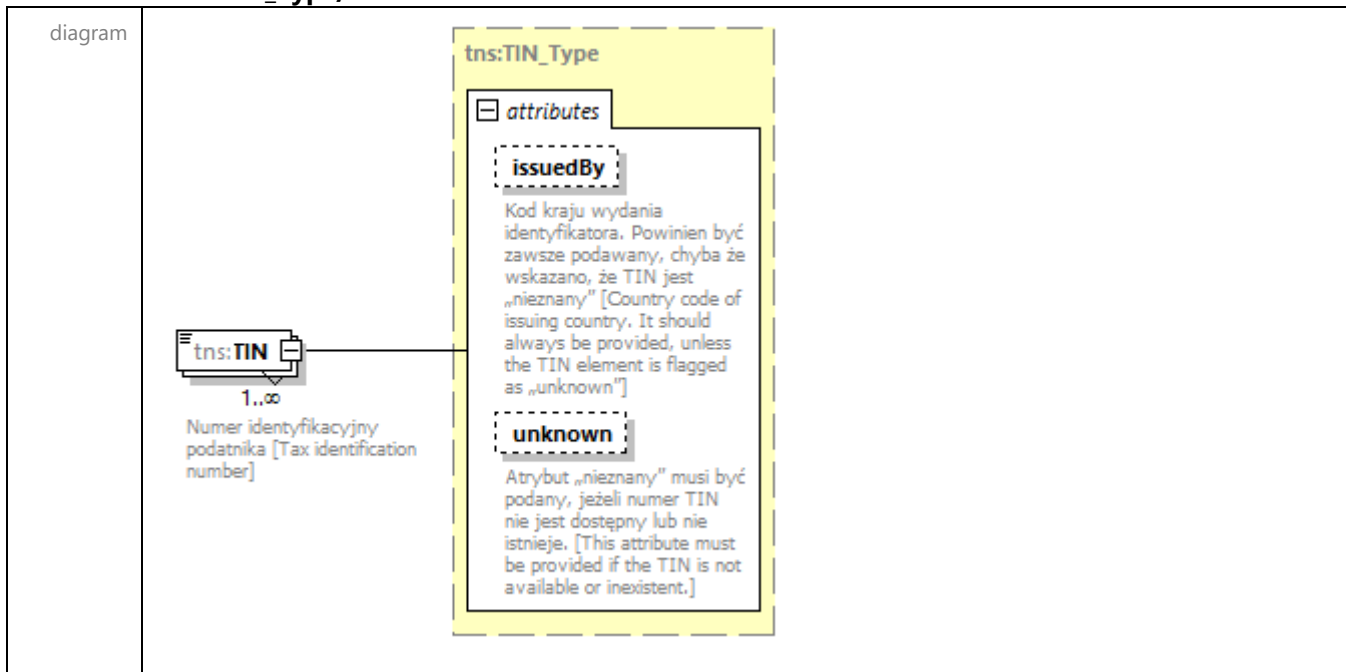 diagram
tns:TIN_Type
attributes
issuedBy
Kod kraju wydania
identyfikatora. Powinien być
zawsze podawany, chyba że
wskazano, że TIN jest
„nieznany” [Country code of
issuing country. It should
always be provided, unless
the TIN element is flagged
as „unknown”]
tns:TIN
1..∞
Numer identyfikacyjny
podatnika [Tax identification
number]
unknown
Atrybut „nieznany” musi być
podany, jeżeli numer TIN
nie jest dostępny lub nie
istnieje. [This attribute must
be provided if the TIN is not
available or inexistent.]